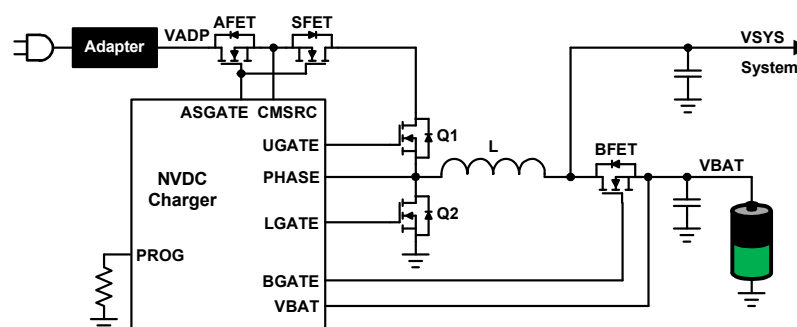 AFET SFET
Adapter VADP VSYS
System
ASGATE CMSRC
UGATE Q1
NVDC
Charger
PHASE L BFET VBAT
LGATE Q2
PROG
BGATE
VBAT